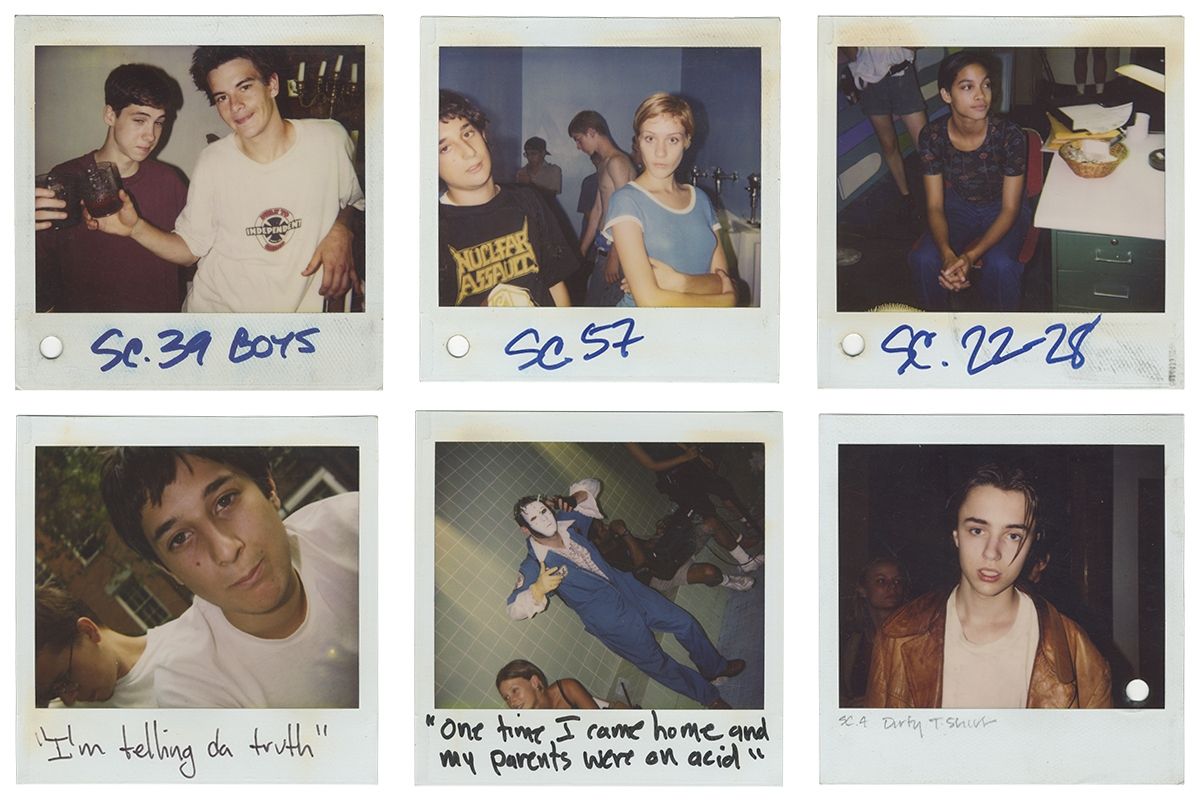 INDEPENDENT
SC. 39 BOYS
NUCLEAR
ASSAULT
SC 57
SC. 22-28
"I'm telling da truth"
"One time I came home and
my parents were on acid"
SC. 4 Dirty T-Shirt